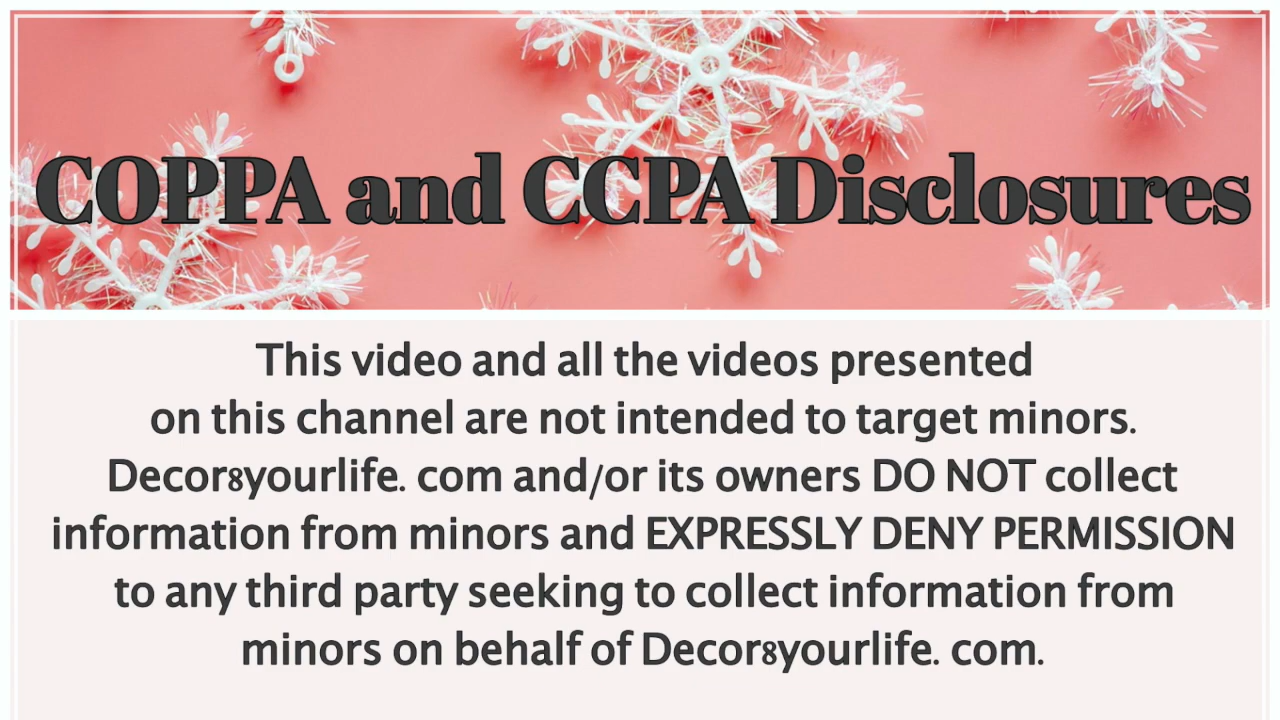 COPPA and CCPA Disclosures
This video and all the videos presented
on this channel are not intended to target minors.
Decor8yourlife. com and/or its owners DO NOT collect
information from minors and EXPRESSLY DENY PERMISSION
to any third party seeking to collect information from
minors on behalf of Decor8yourlife. com.